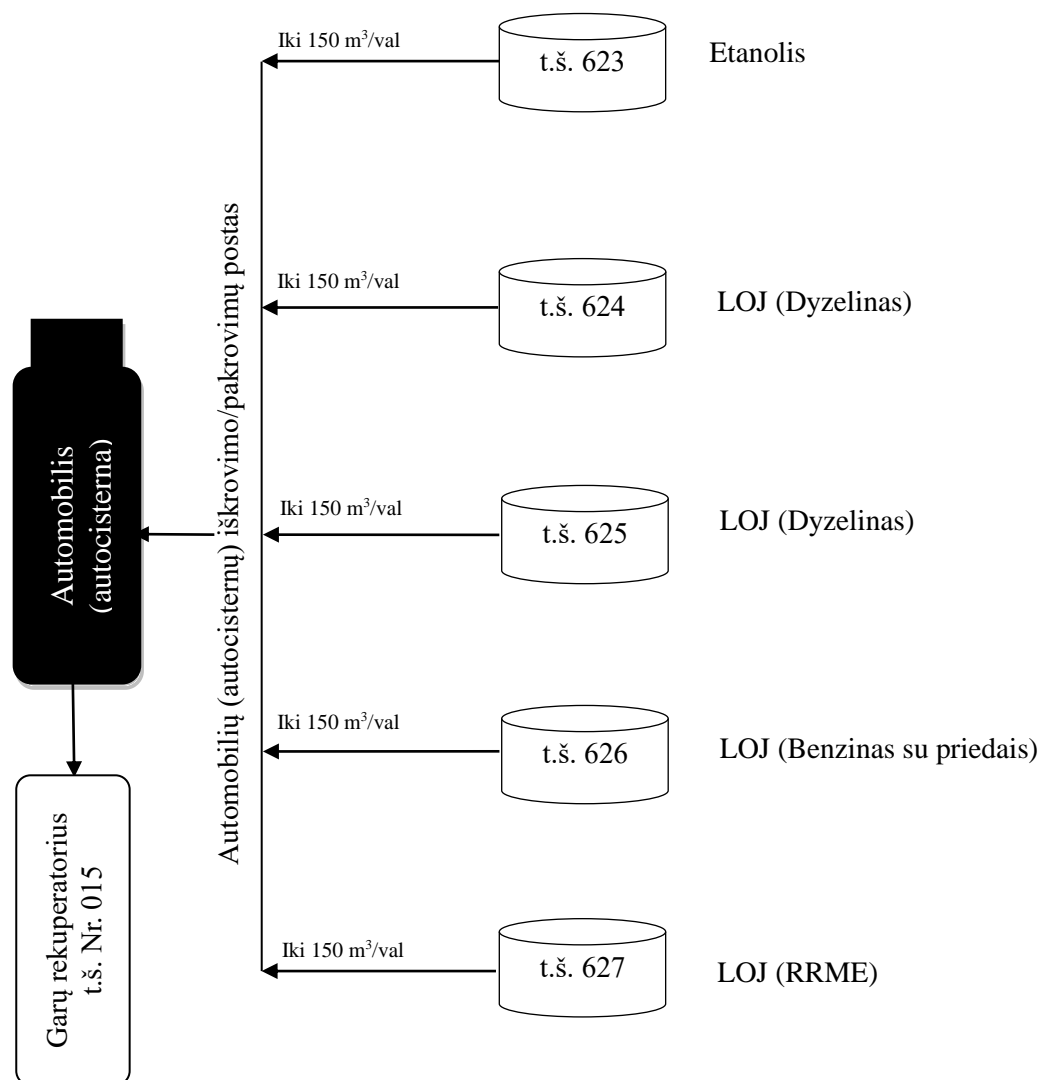 Iki 150 m³/val
t.š. 623
Etanolis
Iki 150 m³/val
t.š. 624
LOJ (Dyzelinas)
Iki 150 m³/val
t.š. 625
LOJ (Dyzelinas)
Iki 150 m³/val
t.š. 626
LOJ (Benzinas su priedais)
Iki 150 m³/val
t.š. 627
LOJ (RRME)
Automobilių (autocisternų) iškrovimo/pakrovimų postas
Automobilis
(autocisterna)
Garų rekuperatorius
t.š. Nr. 015